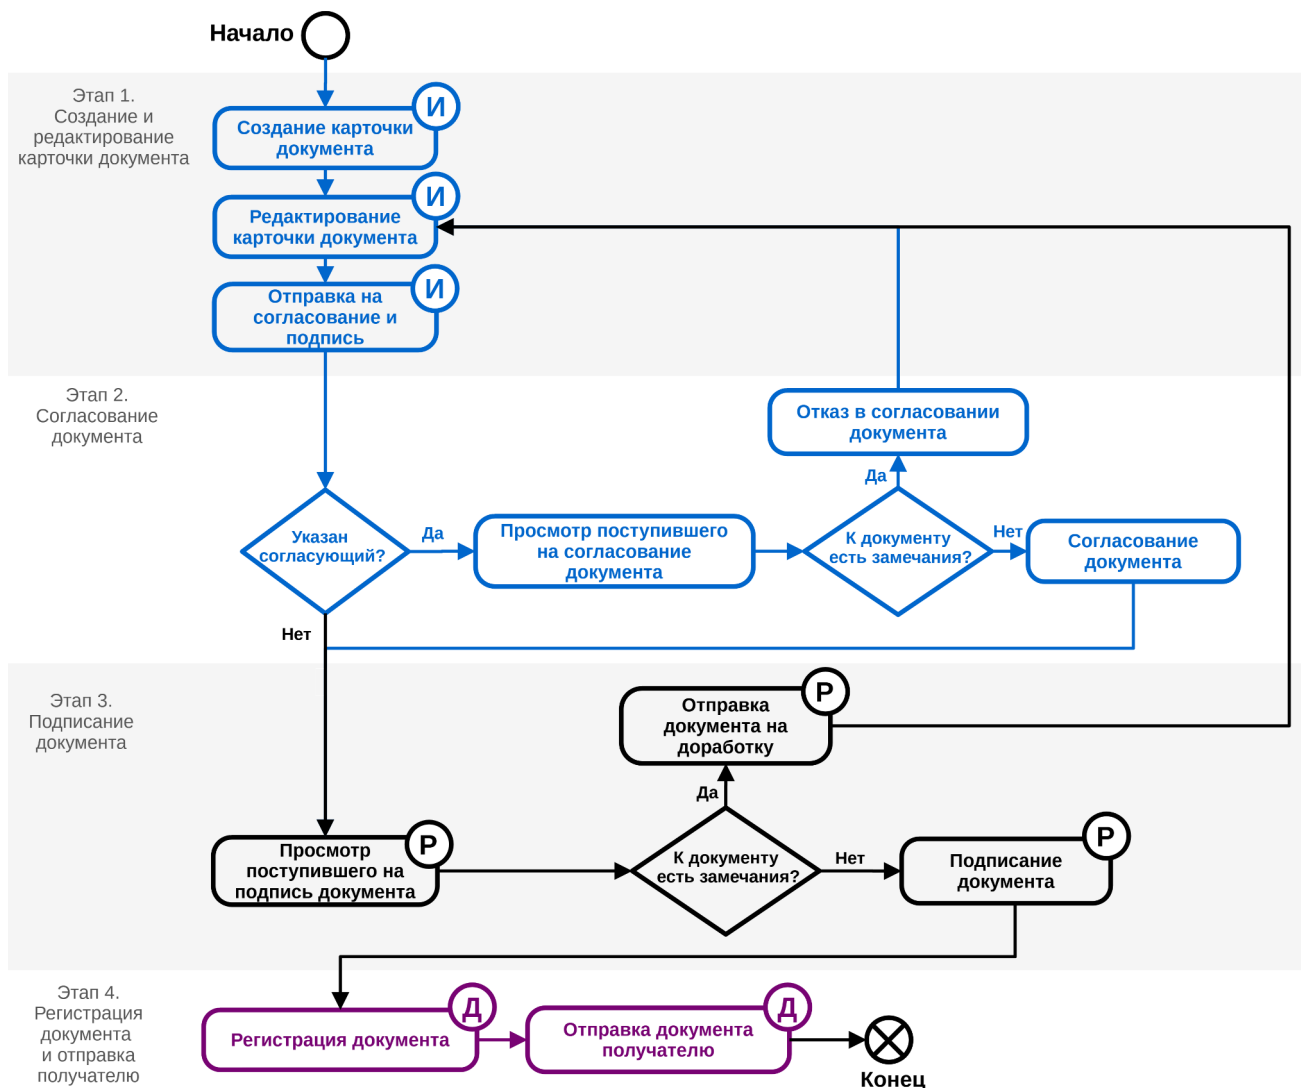 Начало
Этап 1.
Создание и
редактирование
карточки документа
И
Создание карточки
документа
И
Редактирование
карточки документа
И
Отправка на
согласование и
подпись
Этап 2.
Согласование
документа
Отказ в согласовании
документа
Да
Указан
согласующий?
Да
Просмотр поступившего
на согласование
документа
К документу
есть замечания?
Нет
Согласование
документа
Нет
Этап 3.
Подписание
документа
Р
Отправка
документа на
доработку
Да
Р
Просмотр
поступившего на
подпись документа
К документу
есть замечания?
Нет
Р
Подписание
документа
Этап 4.
Регистрация
документа
и отправка
получателю
Д
Регистрация документа
Д
Отправка документа
получателю
Конец